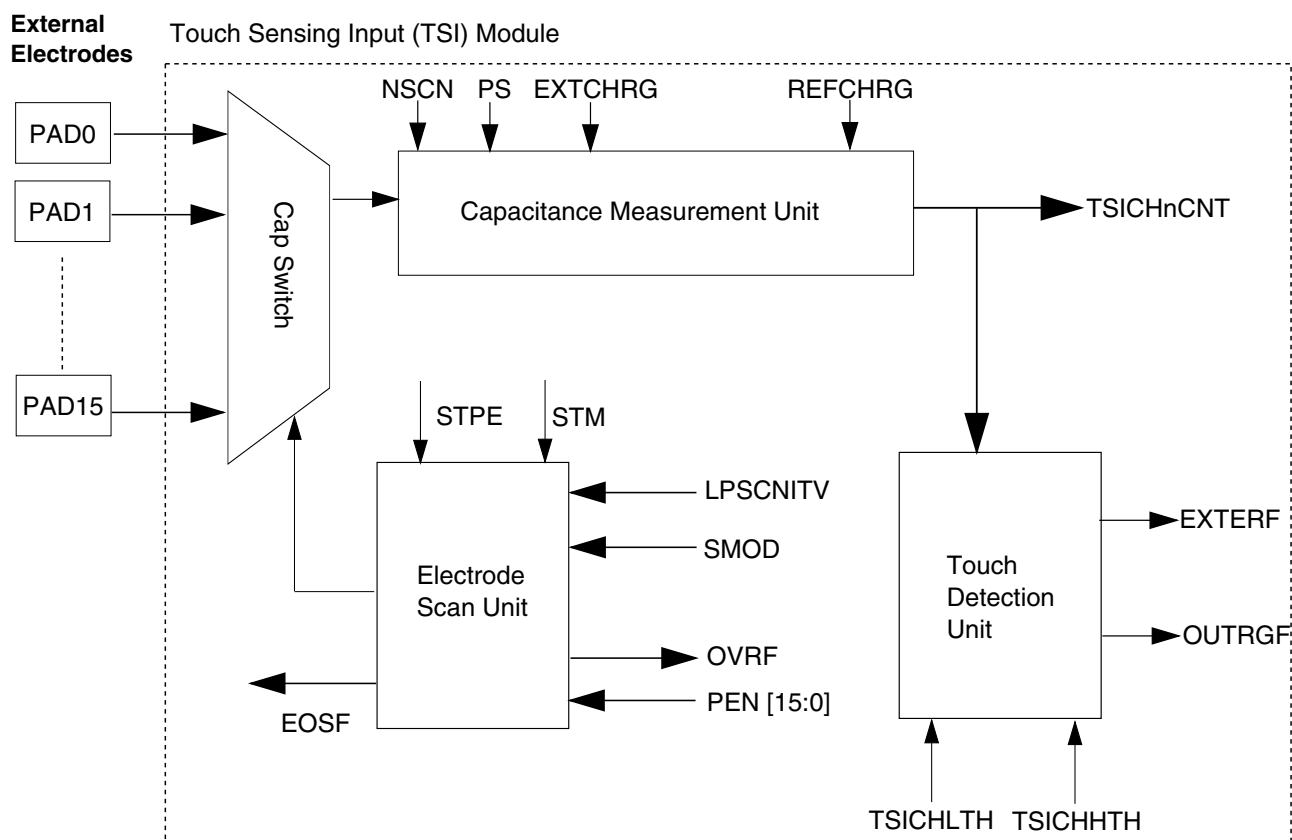 External
Electrodes
Touch Sensing Input (TSI) Module
NSCN
PS
EXTCHRG
REFCHRG
PAD0
PAD1
PAD15
Cap Switch
Capacitance Measurement Unit
TSICHnCNT
STPE
STM
LPSCNITV
SMOD
Electrode
Scan Unit
OVRF
PEN [15:0]
EOSF
Touch
Detection
Unit
EXTERF
OUTRGF
TSICHLTH
TSICHHTH